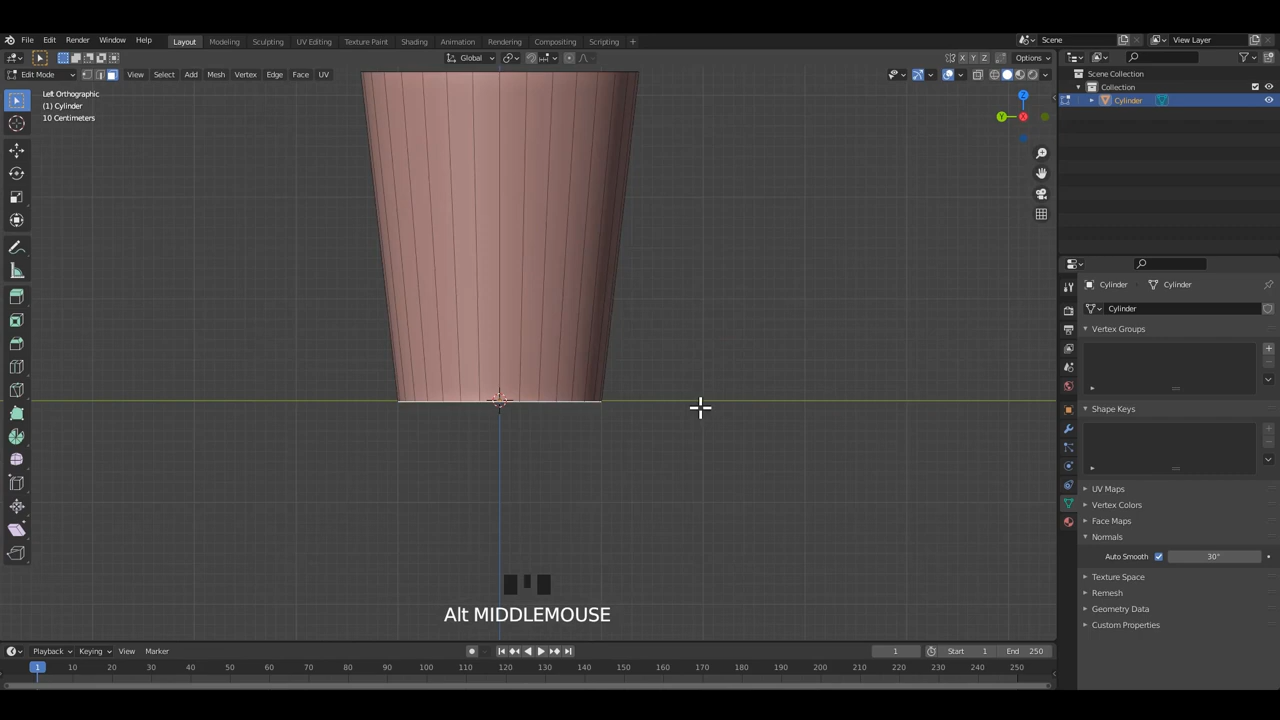 File Edit Render Window Help Layout Modeling Sculpting UV Editing Texture Paint Shading Animation Rendering Compositing Scripting + Scene View Layer
Global Options
Edit Mode View Select Add Mesh Vertex Edge Face UV X Y Z
Scene Collection
Collection
Cylinder
Left Orthographic
(1) Cylinder
10 Centimeters
Z
Y
X
Cylinder Cylinder
Cylinder
Vertex Groups
Shape Keys
UV Maps
Vertex Colors
Face Maps
Normals
Auto Smooth 30°
Texture Space
Remesh
Geometry Data
Custom Properties
Alt MIDDLEMOUSE
Playback Keying View Marker 1 Start 1 End 250
1 10 20 30 40 50 60 70 80 90 100 110 120 130 140 150 160 170 180 190 200 210 220 230 240 250